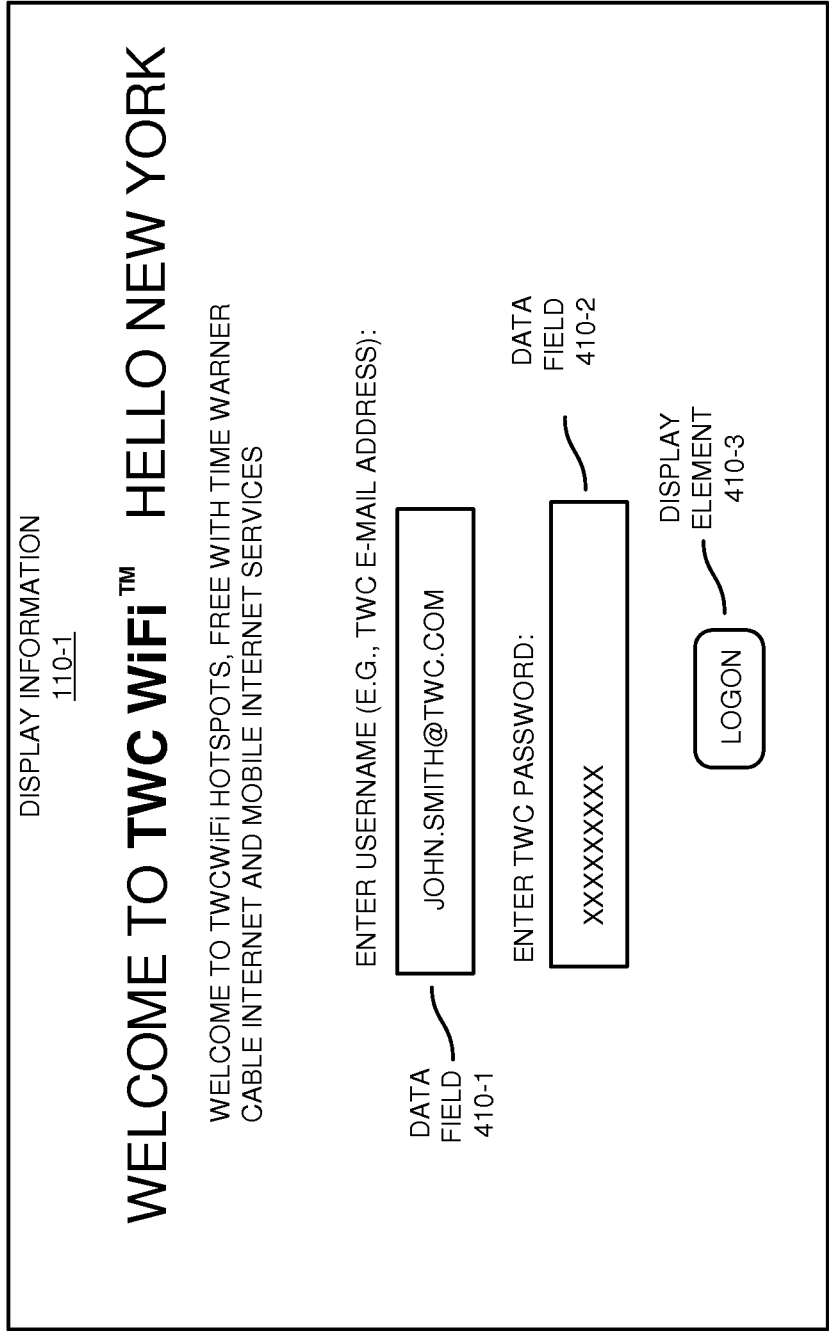 DISPLAY INFORMATION
110-1
WELCOME TO TWC WiFi™ HELLO NEW YORK
WELCOME TO TWCWiFi HOTSPOTS, FREE WITH TIME WARNER
CABLE INTERNET AND MOBILE INTERNET SERVICES
ENTER USERNAME (E.G., TWC E-MAIL ADDRESS):
JOHN.SMITH@TWC.COM
DATA
FIELD
410-1
ENTER TWC PASSWORD:
XXXXXXXXX
DATA
FIELD
410-2
LOGON
DISPLAY
ELEMENT
410-3